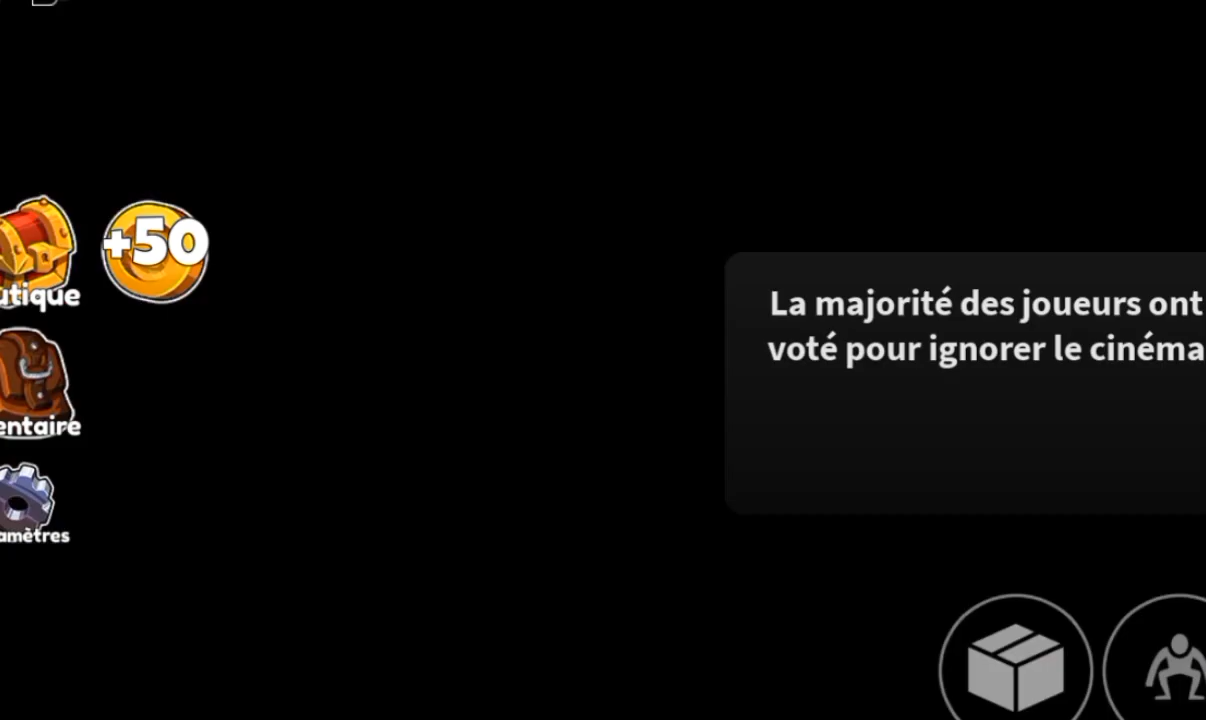 +50
utique
La majorité des joueurs ont
voté pour ignorer le cinéma
entaire
amètres